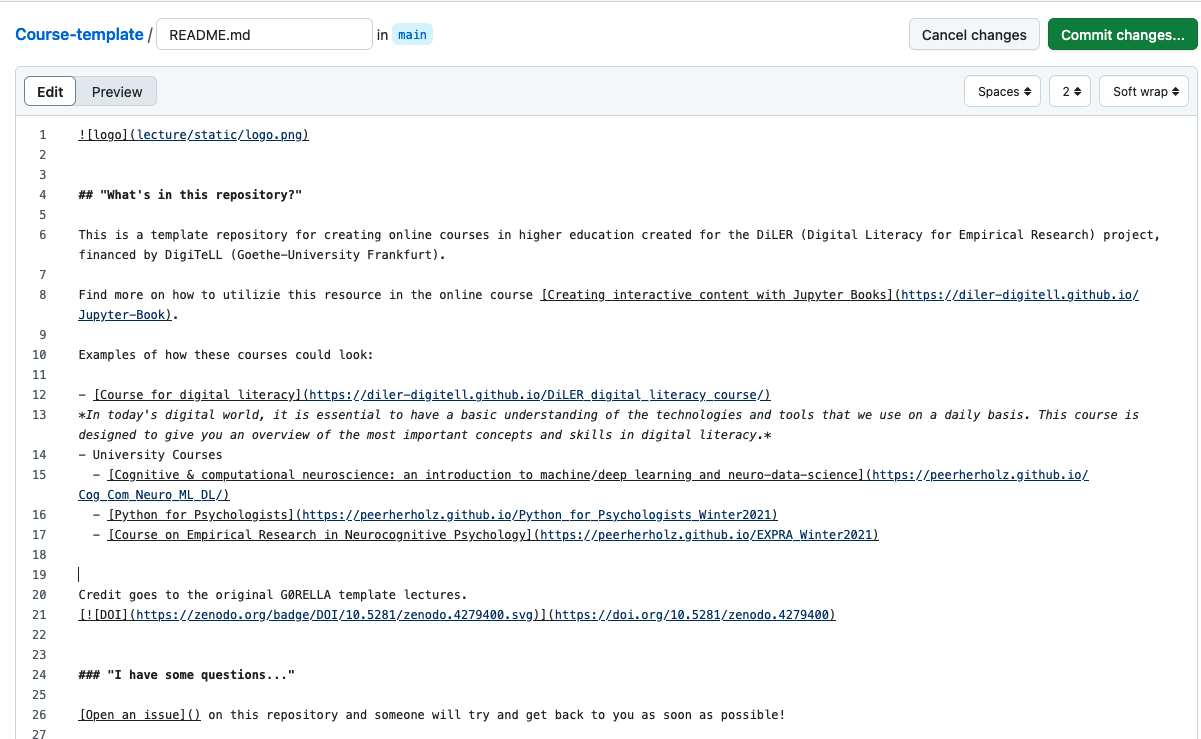 Course-template / README.md in main Cancel changes Commit changes...
Edit Preview Spaces 2 Soft wrap
1 ![logo](lecture/static/logo.png)
2
3
4 ## "What's in this repository?"
5
6 This is a template repository for creating online courses in higher education created for the DiLER (Digital Literacy for Empirical Research) project,
financed by DigiTeLL (Goethe-University Frankfurt).
7
8 Find more on how to utilizie this resource in the online course [Creating interactive content with Jupyter Books](https://diler-digitell.github.io/
Jupyter-Book).
9
10 Examples of how these courses could look:
11
12 - [Course for digital literacy](https://diler-digitell.github.io/DiLER_digital_literacy_course/)
13 *In today's digital world, it is essential to have a basic understanding of the technologies and tools that we use on a daily basis. This course is
designed to give you an overview of the most important concepts and skills in digital literacy.*
14 - University Courses
15 - [Cognitive & computational neuroscience: an introduction to machine/deep learning and neuro-data-science](https://peerherholz.github.io/
Cog_Com_Neuro_ML_DL/)
16 - [Python for Psychologists](https://peerherholz.github.io/Python_for_Psychologists_Winter2021)
17 - [Course on Empirical Research in Neurocognitive Psychology](https://peerherholz.github.io/EXPRA_Winter2021)
18
19
20 Credit goes to the original G0RELLA template lectures.
21 [![DOI](https://zenodo.org/badge/DOI/10.5281/zenodo.4279400.svg)](https://doi.org/10.5281/zenodo.4279400)
22
23
24 ### "I have some questions..."
25
26 [Open an issue]() on this repository and someone will try and get back to you as soon as possible!
27